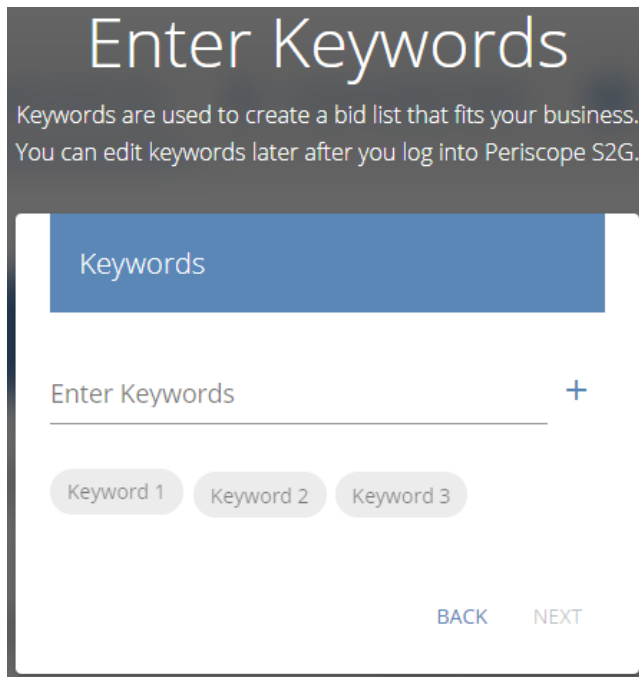 Enter Keywords
Keywords are used to create a bid list that fits your business.
You can edit keywords later after you log into Periscope S2G.
Keywords
Enter Keywords +
Keyword 1 Keyword 2 Keyword 3
BACK NEXT